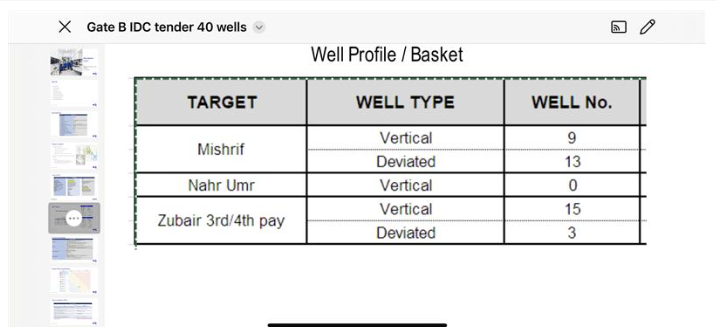 Gate B IDC tender 40 wells
Well Profile / Basket
TARGET WELL TYPE WELL No.
Mishrif Vertical 9
Deviated 13
Nahr Umr Vertical 0
Zubair 3rd/4th pay Vertical 15
Deviated 3